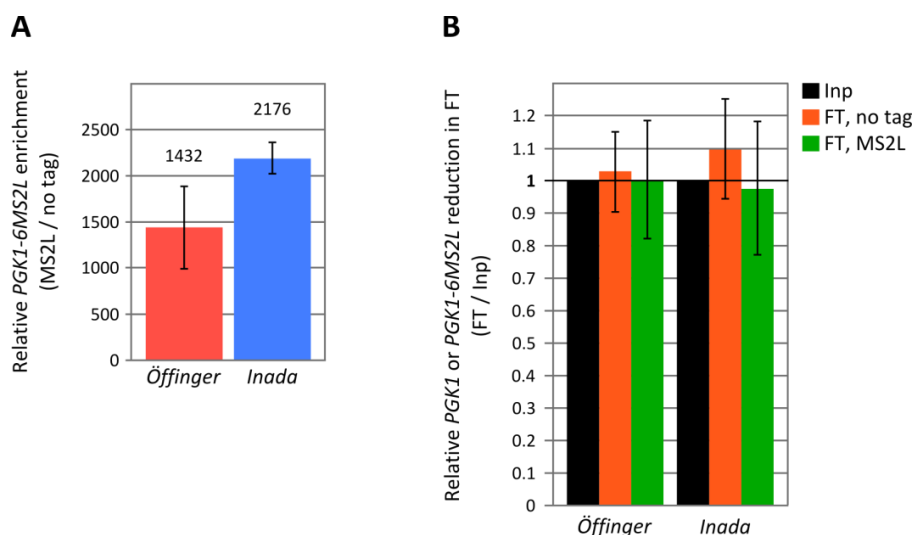 A
Relative PGK1-6MS2L enrichment
(MS2L / no tag)
2500
2000
1500
1000
500
0
1432
2176
Öffinger
Inada
B
Relative PGK1 or PGK1-6MS2L reduction in FT
(FT / Inp)
1.2
1.1
1
0.9
0.8
0.7
0.6
0.5
0.4
0.3
0.2
0.1
0
Öffinger
Inada
Inp
FT, no tag
FT, MS2L